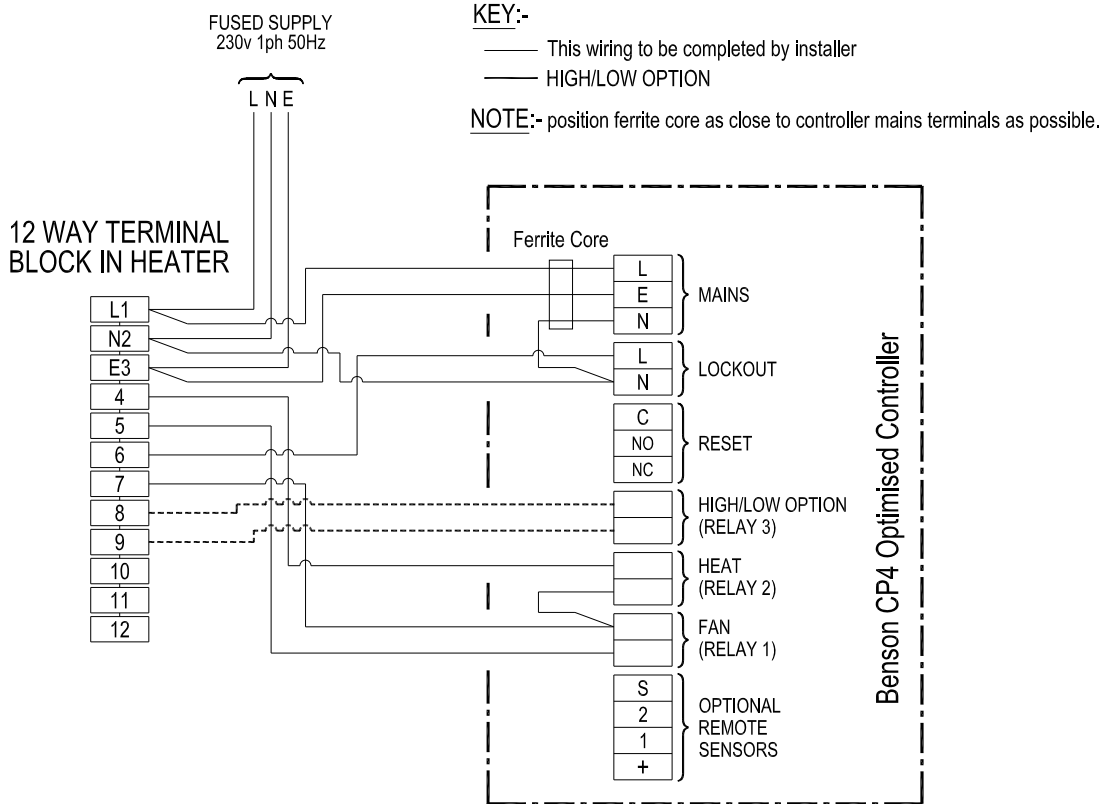 FUSED SUPPLY
230v 1ph 50Hz
L N E
KEY:-
This wiring to be completed by installer
HIGH/LOW OPTION
NOTE:- position ferrite core as close to controller mains terminals as possible.
12 WAY TERMINAL
BLOCK IN HEATER
L1
N2
E3
4
5
6
7
8
9
10
11
12
Ferrite Core
L
E
N
MAINS
L
N
LOCKOUT
C
NO
NC
RESET
HIGH/LOW OPTION
(RELAY 3)
HEAT
(RELAY 2)
FAN
(RELAY 1)
S
2
1
+
OPTIONAL
REMOTE
SENSORS
Benson CP4 Optimised Controller